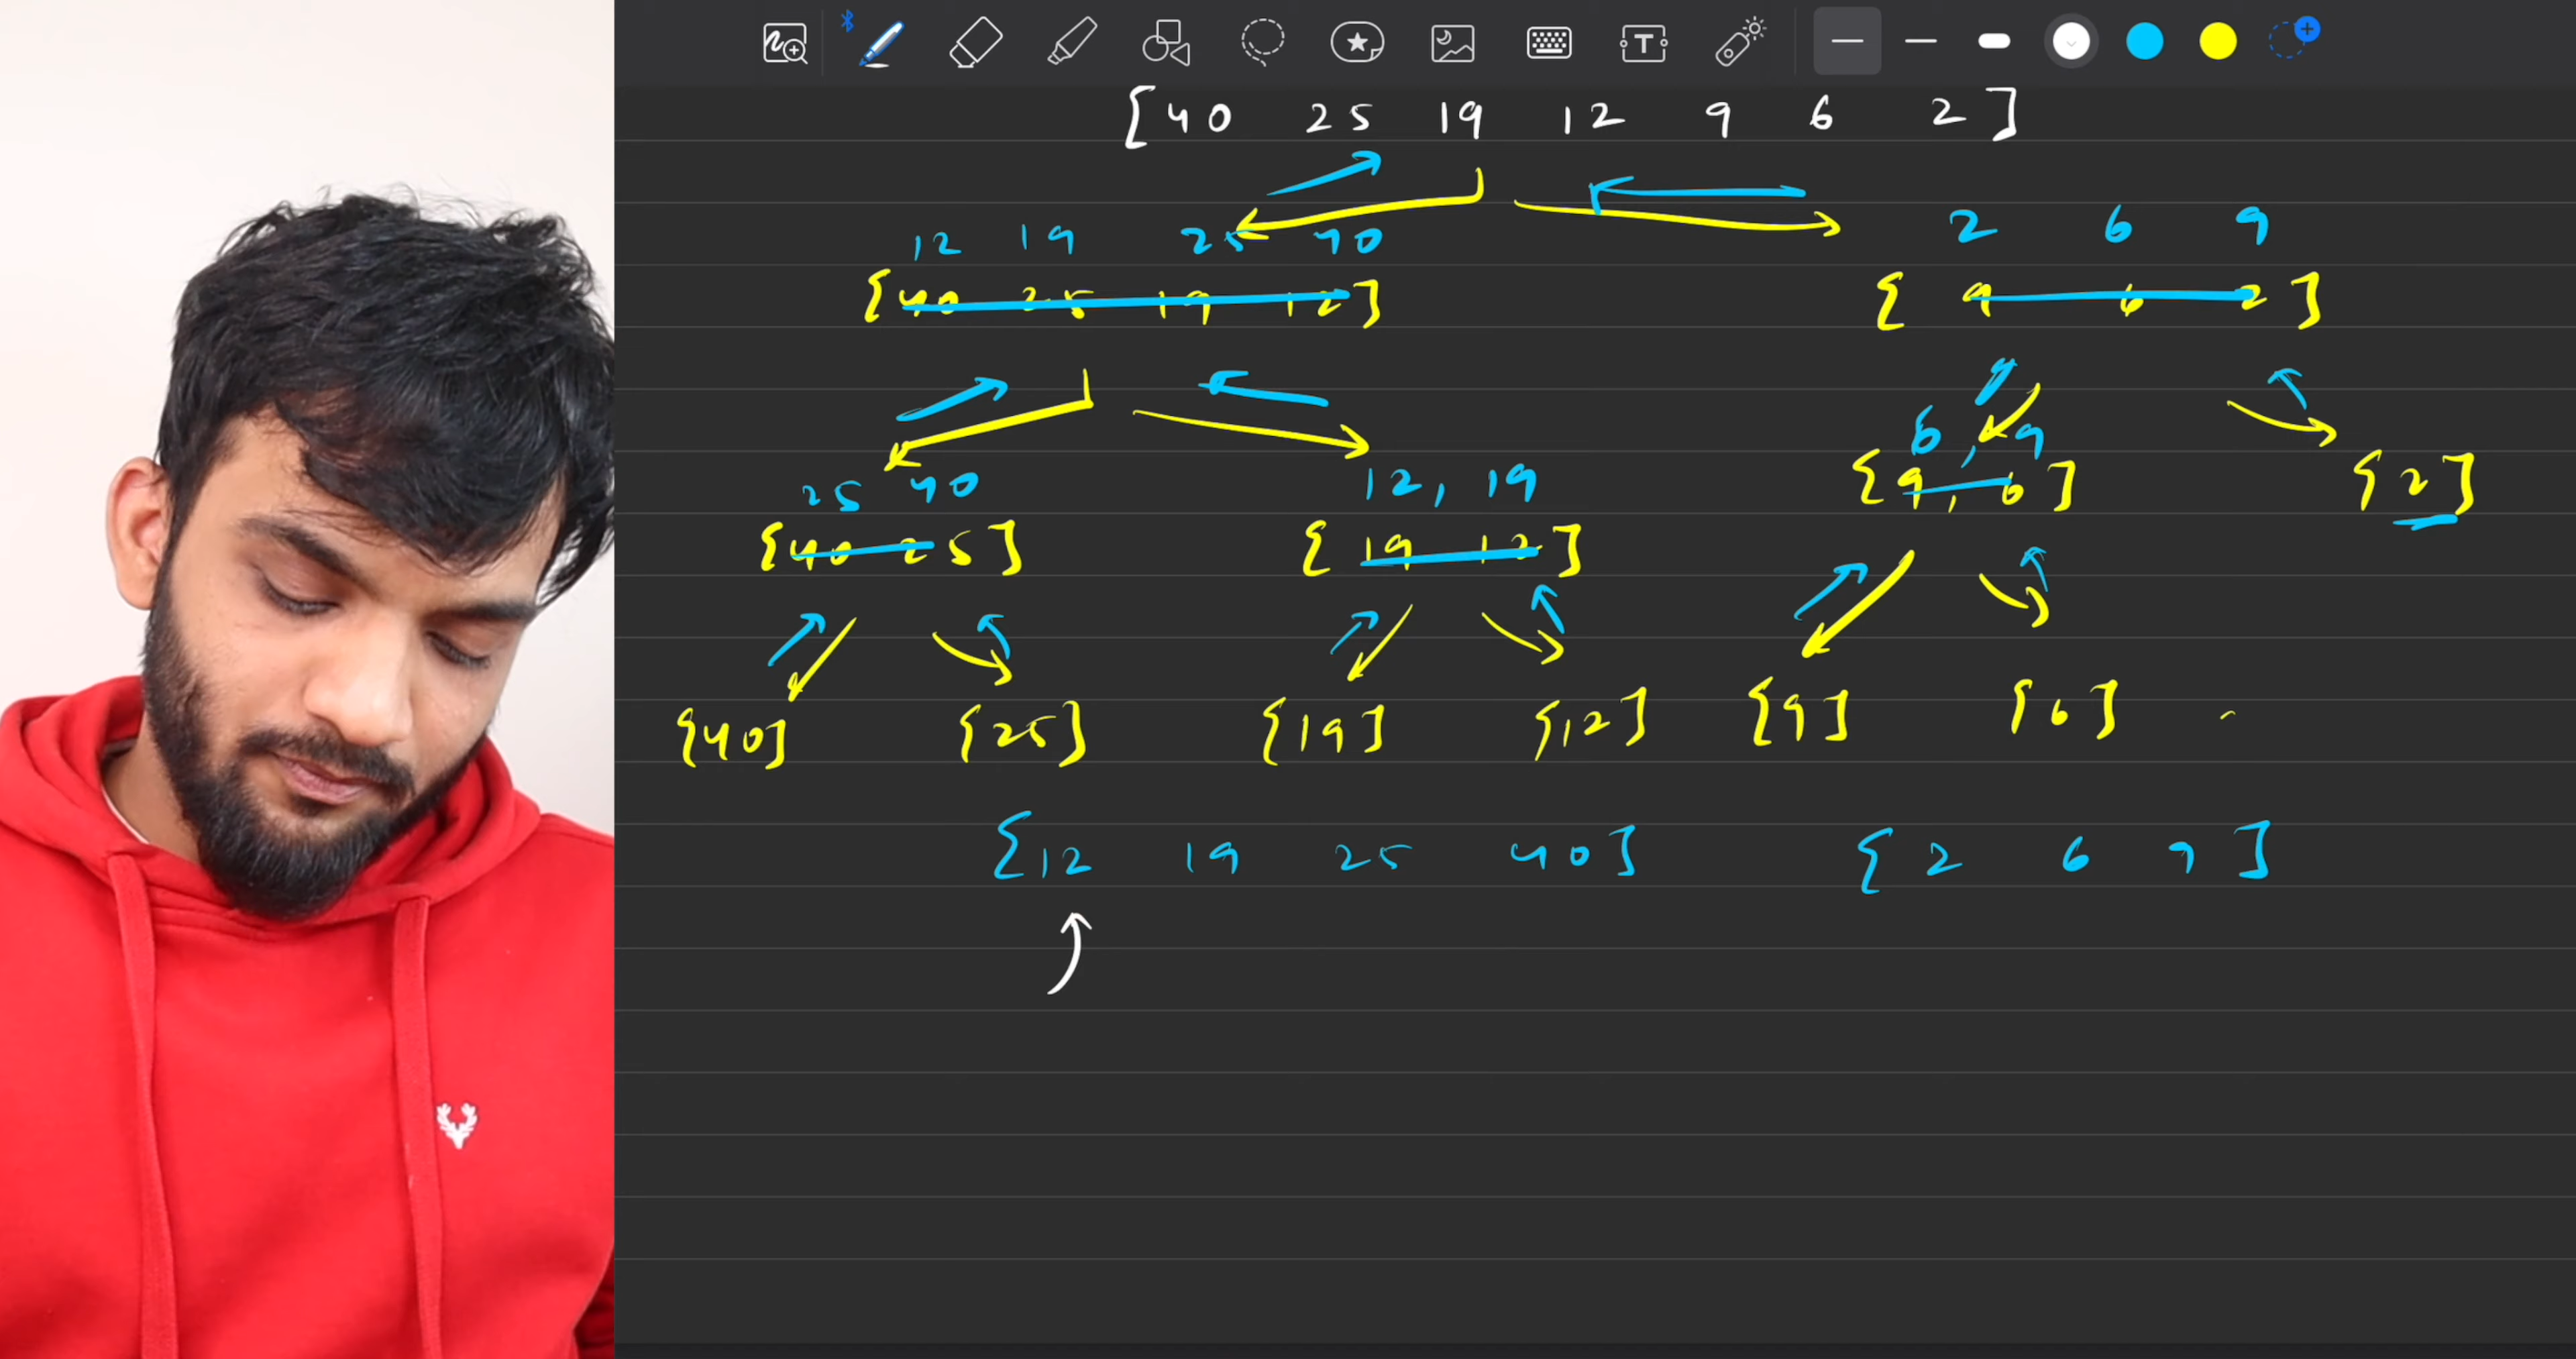 [40 25 19 12 9 6 2]
12 19 25 40 2 6 9
[40 25 19 12] [9 6 2]
6, 9
25 40 12, 19 [9, 6] [2]
[40 25] [19 12]
[40] [25] [19] [12] [9] [6]
[12 19 25 40] [2 6 9]